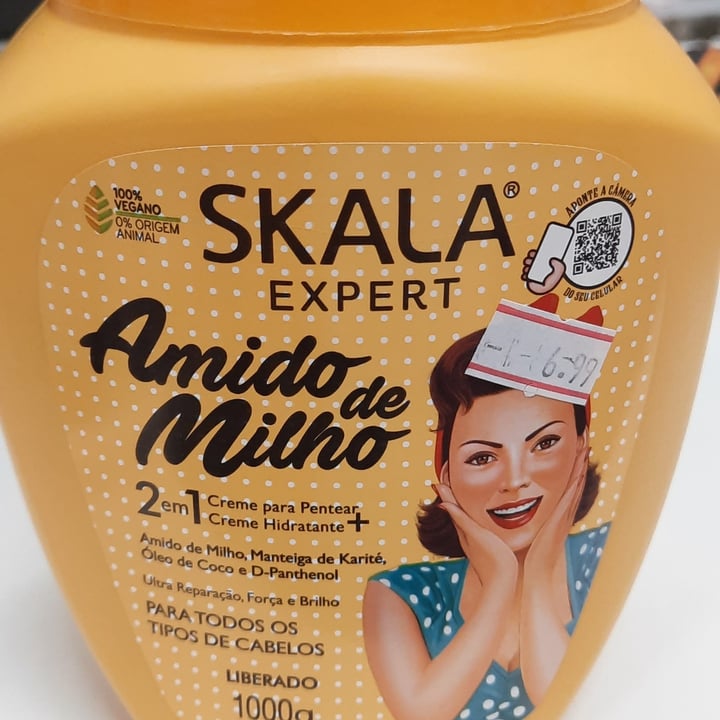 100%
VEGANO
0% ORIGEM
ANIMAL
SKALA®
EXPERT
APONTE A CÂMERA
DO SEU CELULAR
6.99
Amido de
Milho
2em1 Creme para Pentear
Creme Hidratante +
Amido de Milho, Manteiga de Karité,
Óleo de Coco e D-Panthenol
Ultra Reparação, Força e Brilho
PARA TODOS OS
TIPOS DE CABELOS
LIBERADO
1000g